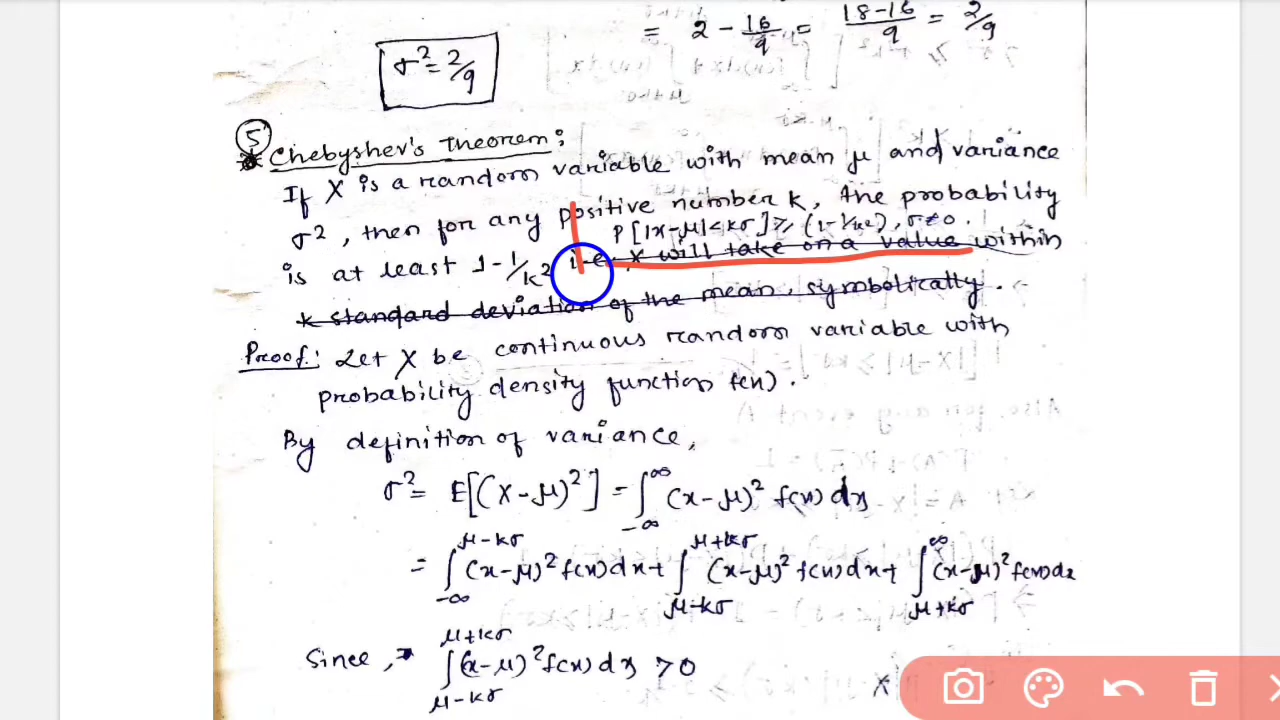 = 2 - 16/9 = 18-16/9 = 2/9
σ² = 2/9
⑤
* Chebyshev's Theorem:
If X is a random variable with mean μ and variance
σ², then for any positive number k, the probability
P[|x-μ|<kσ] ≥ (1-1/k²), σ≠0.
is at least 1-1/k² i.e. X will take on a value within
k standard deviation of the mean, symbolically.
Proof: Let X be continuous random variable with
probability density function f(x).
By definition of variance,
σ² = E[(X-μ)²] = ∫_{-∞}^{∞} (x-μ)² f(x) dx
= ∫_{-∞}^{μ-kσ} (x-μ)² f(x) dx + ∫_{μ-kσ}^{μ+kσ} (x-μ)² f(x) dx + ∫_{μ+kσ}^{∞} (x-μ)² f(x) dx
Since, ∫_{μ-kσ}^{μ+kσ} (x-μ)² f(x) dx >0